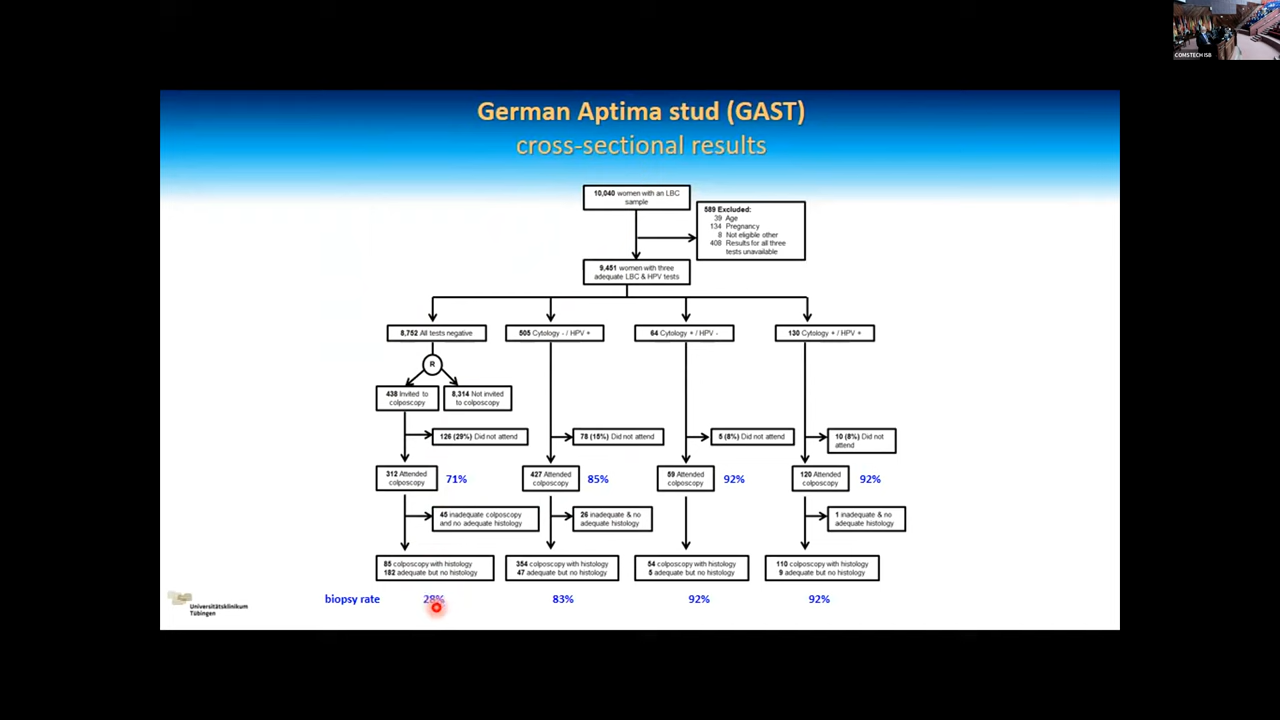 COMSTECH ISB
German Aptima stud (GAST)
cross-sectional results
10,040 women with an LBC
sample
589 Excluded:
39 Age
134 Pregnancy
8 Not eligible other
408 Results for all three
tests unavailable
9,451 women with three
adequate LBC & HPV tests
8,752 All tests negative
505 Cytology - / HPV +
64 Cytology + / HPV -
130 Cytology + / HPV +
R
438 Invited to
colposcopy
8,314 Not invited
to colposcopy
126 (29%) Did not attend
78 (15%) Did not attend
5 (8%) Did not attend
10 (8%) Did not
attend
312 Attended
colposcopy
71%
427 Attended
colposcopy
85%
59 Attended
colposcopy
92%
120 Attended
colposcopy
92%
45 inadequate colposcopy
and no adequate histology
26 inadequate & no
adequate histology
1 inadequate & no
adequate histology
85 colposcopy with histology
182 adequate but no histology
354 colposcopy with histology
47 adequate but no histology
54 colposcopy with histology
5 adequate but no histology
110 colposcopy with histology
9 adequate but no histology
biopsy rate
28%
83%
92%
92%
Universitätsklinikum
Tübingen